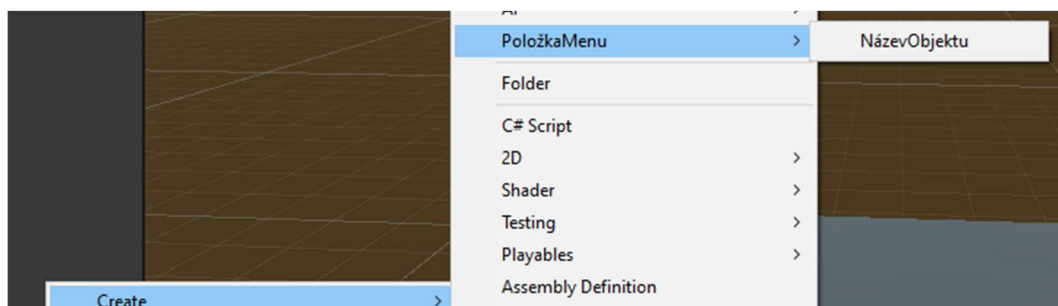 PoložkaMenu
NázevObjektu
Folder
C# Script
2D
Shader
Testing
Playables
Assembly Definition
Create